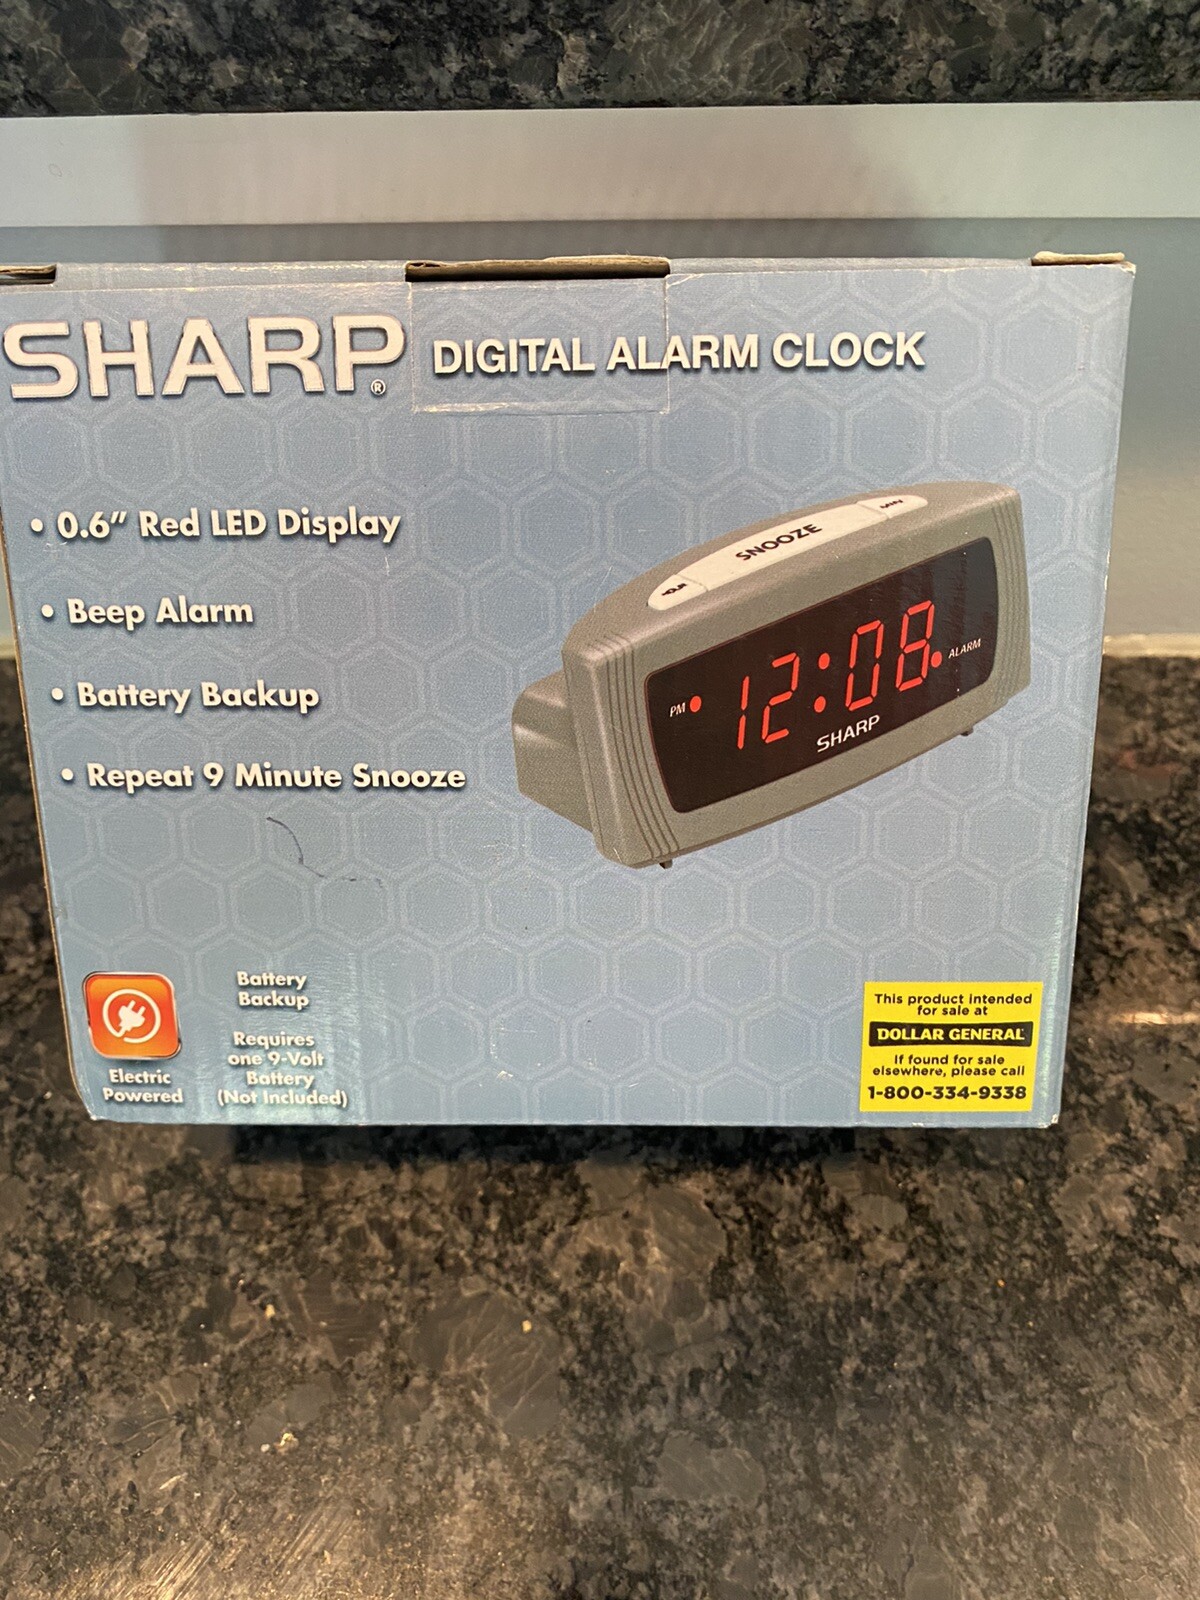 SHARP®
DIGITAL ALARM CLOCK
• 0.6" Red LED Display
• Beep Alarm
• Battery Backup
• Repeat 9 Minute Snooze
HOUR
SNOOZE
MIN
PM
12:08
ALARM
SHARP
Electric
Powered
Battery
Backup
Requires
one 9-Volt
Battery
(Not Included)
This product intended
for sale at
DOLLAR GENERAL
If found for sale
elsewhere, please call
1-800-334-9338